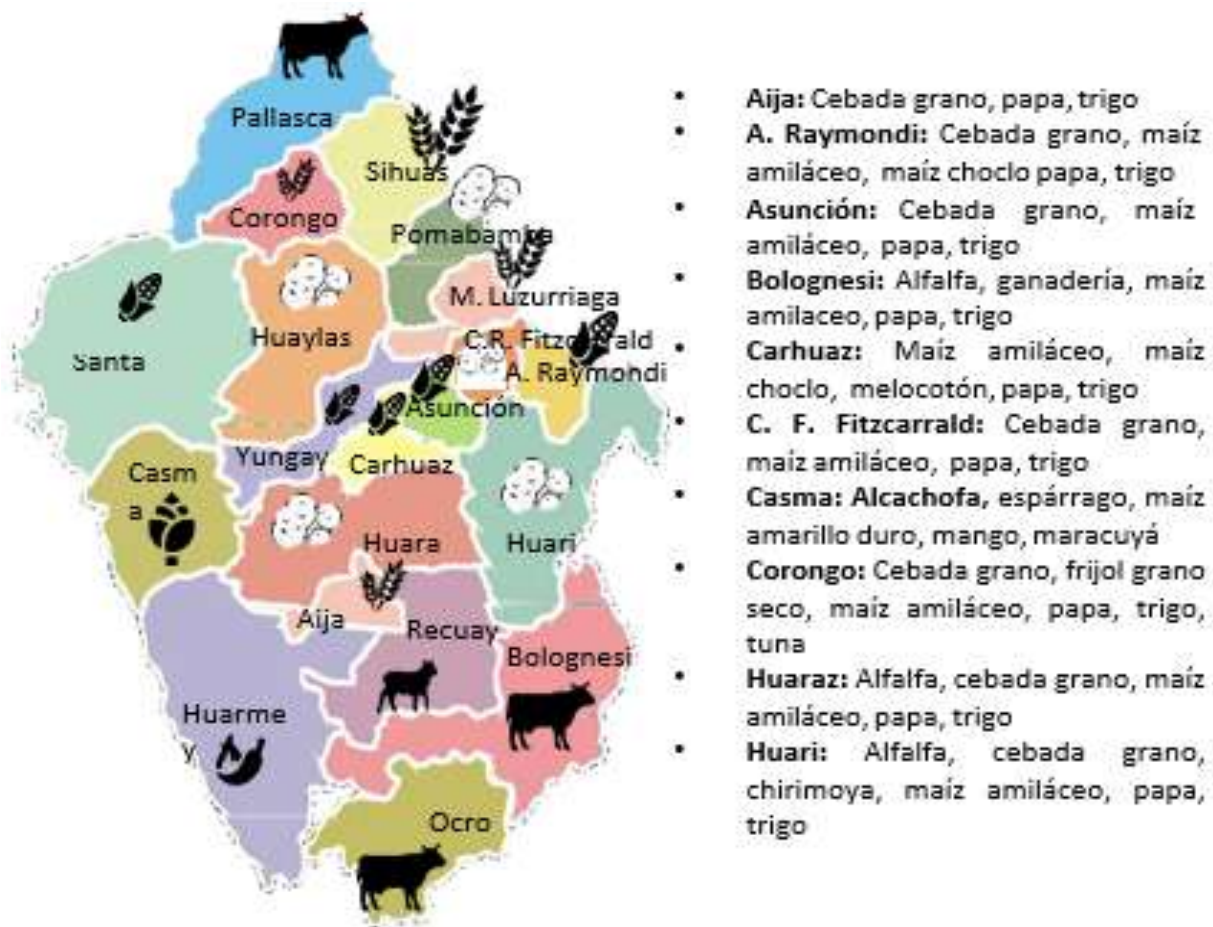 Pallasca
Sihuas
Corongo
Pomabamba
M. Luzurriaga
Huaylas
C.R. Fitzcarrald
Santa
A. Raymondi
Asunción
Yungay
Carhuaz
Casm
a
Huara
Huari
Aija
Recuay
Bolognesi
Huarme
y
Ocro
• Aija: Cebada grano, papa, trigo
• A. Raymondi: Cebada grano, maíz
amiláceo, maíz choclo papa, trigo
• Asunción: Cebada grano, maíz
amiláceo, papa, trigo
• Bolognesi: Alfalfa, ganadería, maíz
amilaceo, papa, trigo
• Carhuaz: Maíz amiláceo, maíz
choclo, melocotón, papa, trigo
• C. F. Fitzcarrald: Cebada grano,
maíz amiláceo, papa, trigo
• Casma: Alcachofa, espárrago, maíz
amarillo duro, mango, maracuyá
• Corongo: Cebada grano, frijol grano
seco, maíz amiláceo, papa, trigo,
tuna
• Huaraz: Alfalfa, cebada grano, maíz
amiláceo, papa, trigo
• Huari: Alfalfa, cebada grano,
chirimoya, maíz amiláceo, papa,
trigo